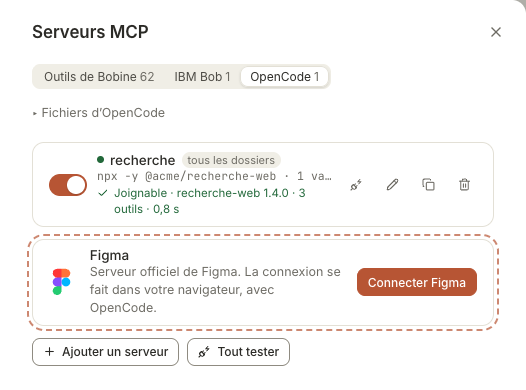 Serveurs MCP
Outils de Bobine 62 IBM Bob 1 OpenCode 1
Fichiers d’OpenCode
recherche tous les dossiers
npx -y @acme/recherche-web · 1 va…
Joignable · recherche-web 1.4.0 · 3
outils · 0,8 s
Figma
Serveur officiel de Figma. La connexion se
fait dans votre navigateur, avec
OpenCode.
Connecter Figma
Ajouter un serveur Tout tester